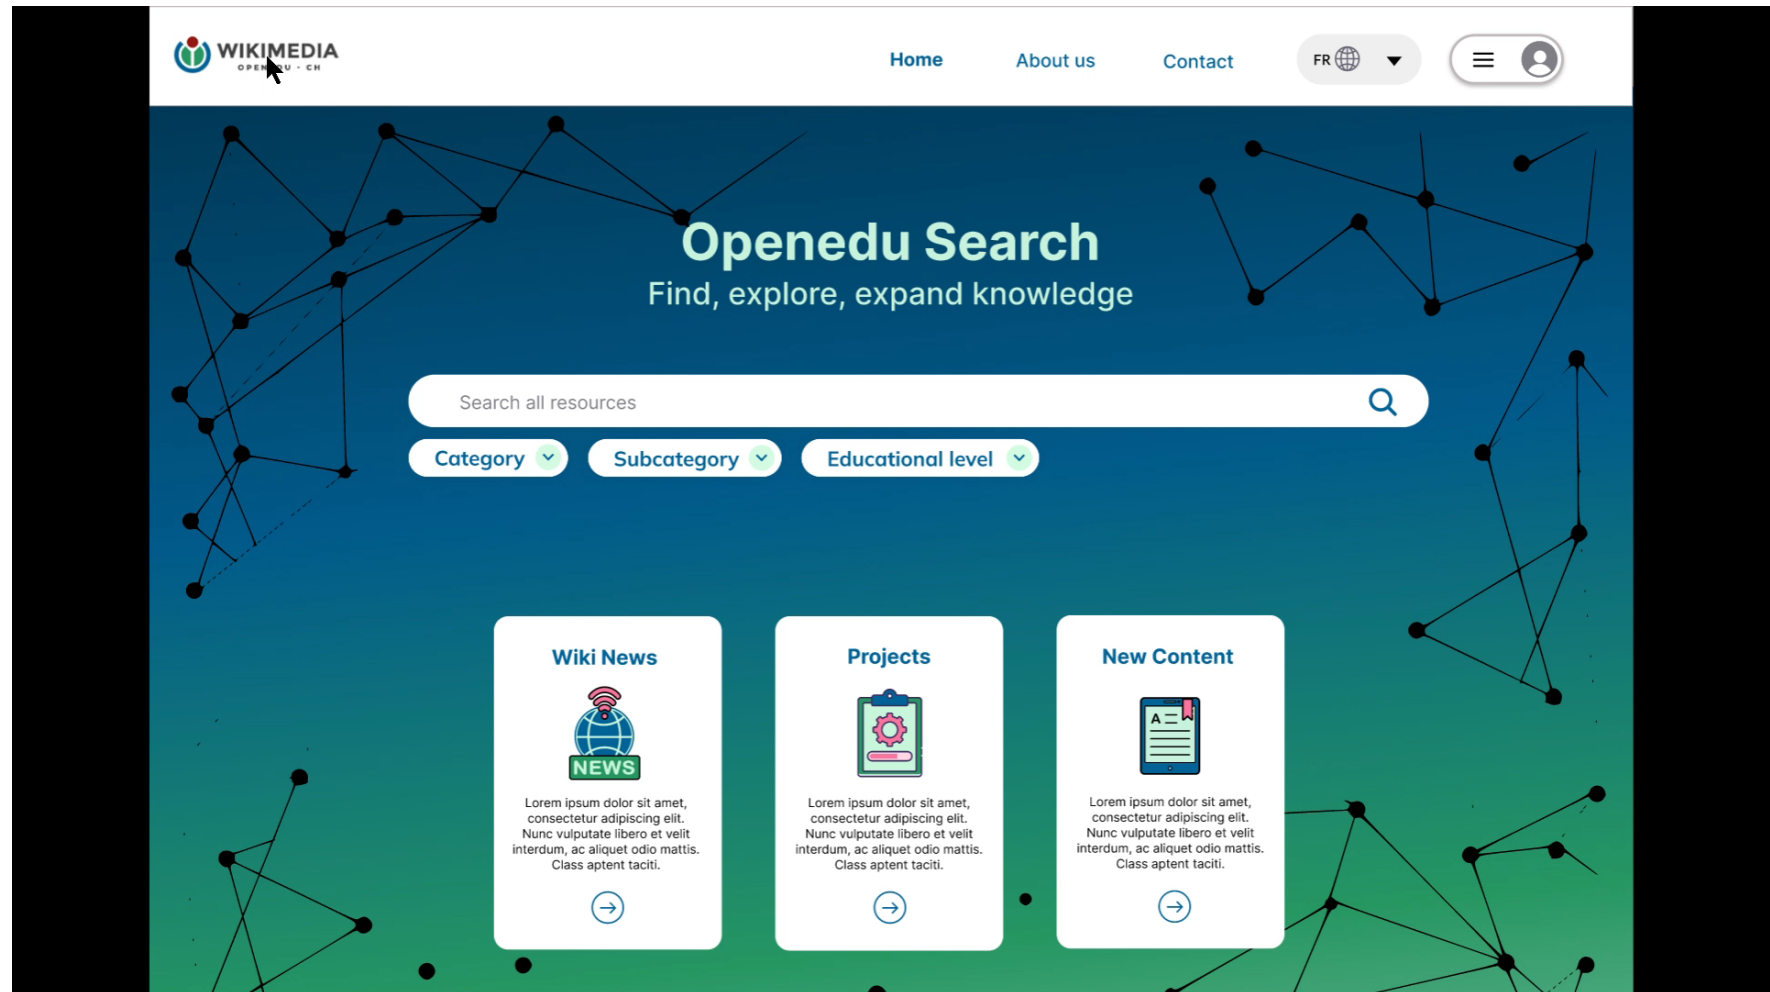 WIKIMEDIA
OPENEDU · CH
Home
About us
Contact
FR
Openedu Search
Find, explore, expand knowledge
Search all resources
Category
Subcategory
Educational level
Wiki News
NEWS
Lorem ipsum dolor sit amet,
consectetur adipiscing elit.
Nunc vulputate libero et velit
interdum, ac aliquet odio mattis.
Class aptent taciti.
Projects
Lorem ipsum dolor sit amet,
consectetur adipiscing elit.
Nunc vulputate libero et velit
interdum, ac aliquet odio mattis.
Class aptent taciti.
New Content
A
Lorem ipsum dolor sit amet,
consectetur adipiscing elit.
Nunc vulputate libero et velit
interdum, ac aliquet odio mattis.
Class aptent taciti.